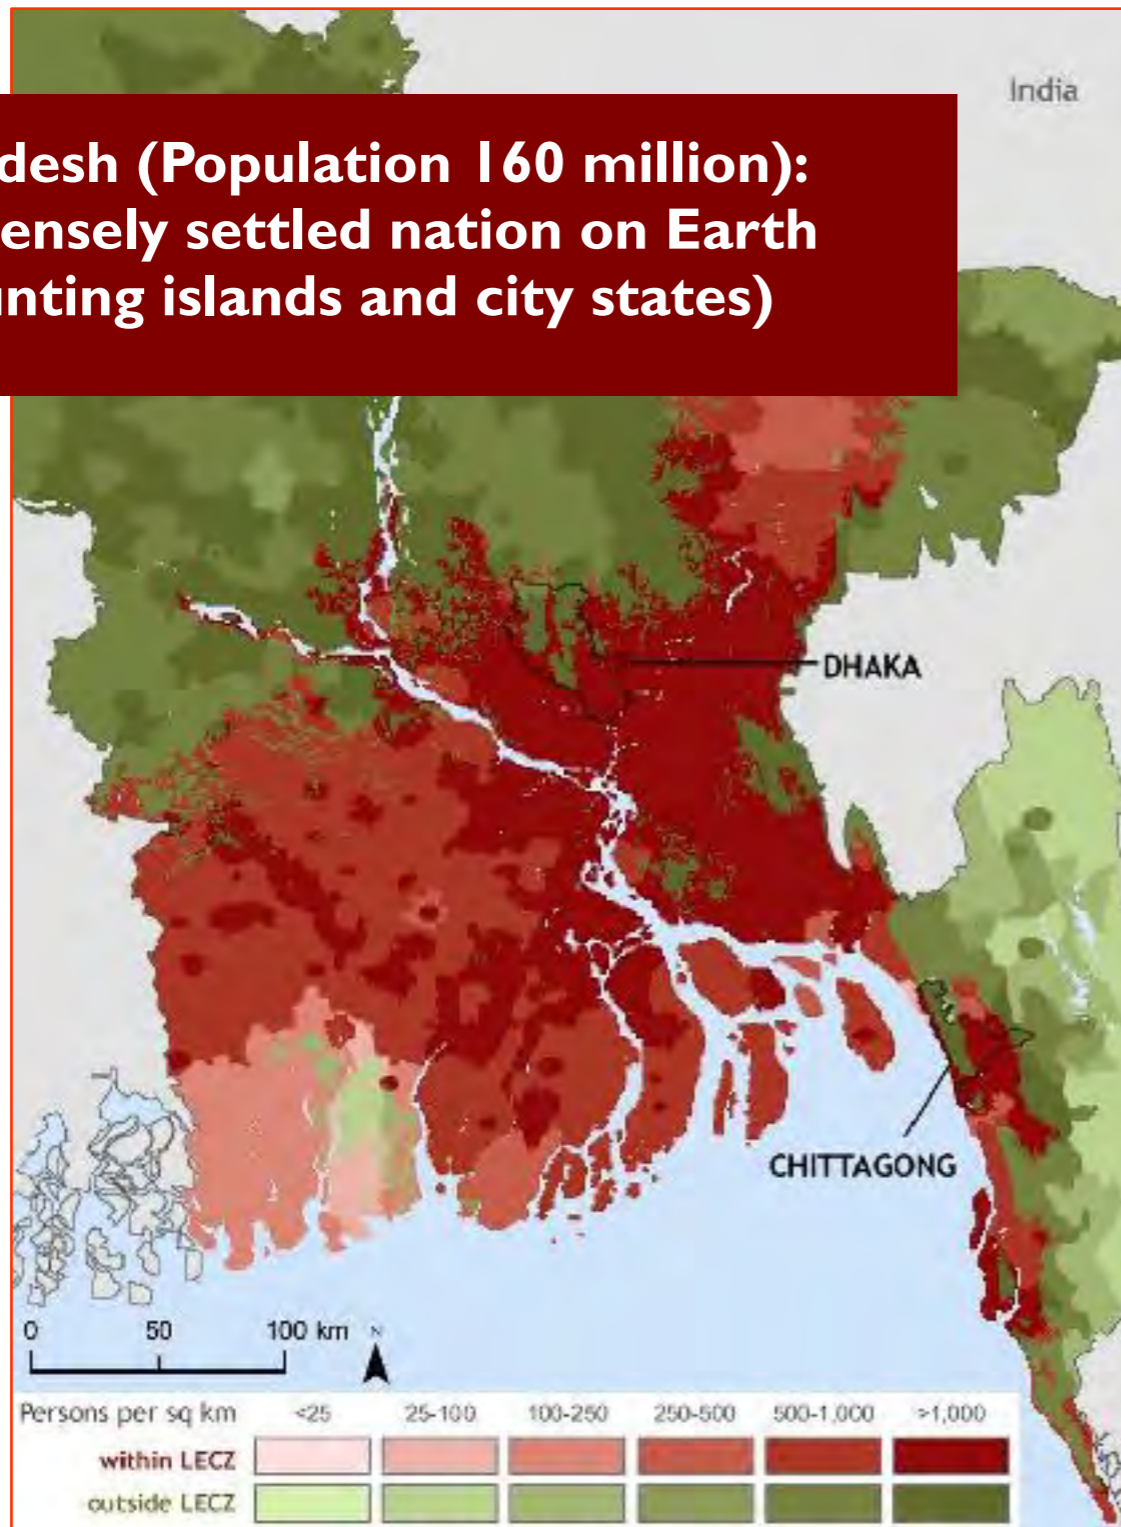 India
desh (Population 160 million):
ensely settled nation on Earth
unting islands and city states)
DHAKA
CHITTAGONG
0 50 100 km N
Persons per sq km <25 25-100 100-250 250-500 500-1,000 >1,000
within LECZ
outside LECZ